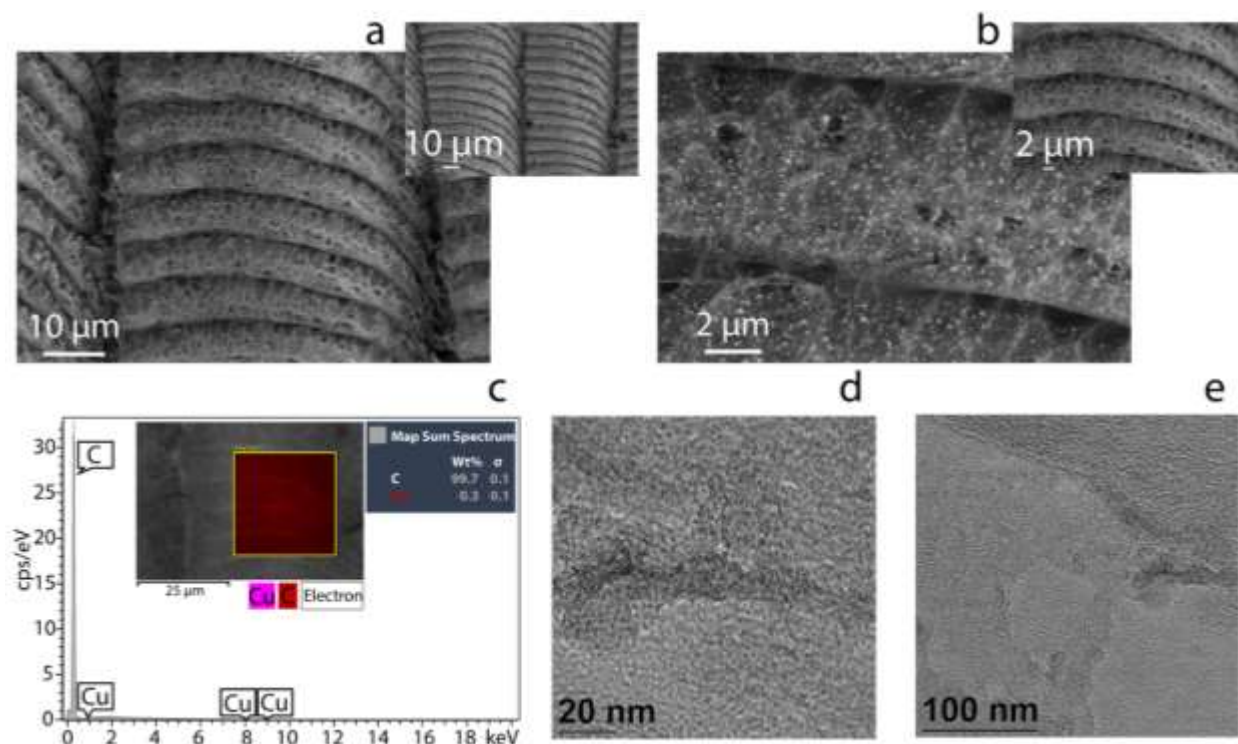 a
10 µm
10 µm
b
2 µm
2 µm
c
30
25
20
15
10
5
0
cps/eV
C
Cu
Cu
Cu
0 2 4 6 8 10 12 14 16 18 keV
25 µm
Cu C Electron
Map Sum Spectrum
Wt% σ
C 99.7 0.1
0.3 0.1
d
20 nm
e
100 nm